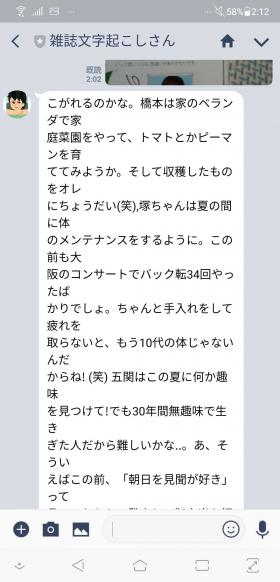 58% 2:12
雑誌文字起こしさん
既読
2:02
こがれるのかな。橋本は家のベラン
ダで家
庭菜園をやって、トマトとかピーマ
ンを育
ててみようか。そして収穫したもの
をオレ
にちょうだい(笑),塚ちゃんは夏の間
に体
のメンテナンスをするように。この
前も大
阪のコンサートでバック転34回やっ
たば
かりでしょ。ちゃんと手入れをして
疲れを
取らないと、もう10代の体じゃない
んだ
からね! (笑) 五関はこの夏に何か趣
味
を見つけて!でも30年間無趣味で生
き
ぎた人だから難しいかな..。あ、そ
うい
えばこの前、「朝日を見聞が好き」
って